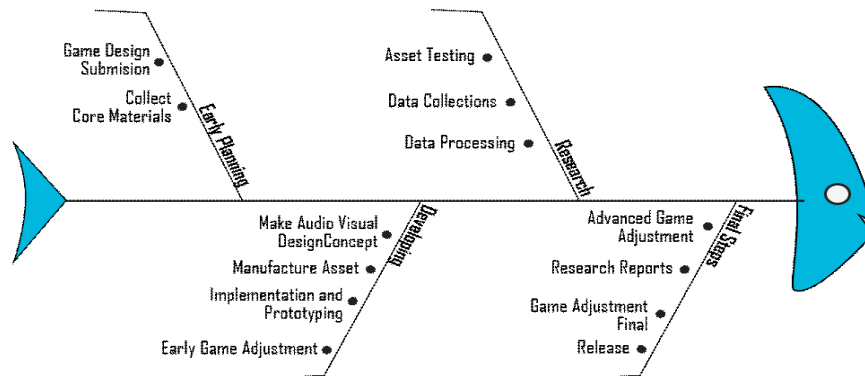 Game Design
Submision
Collect
Core Materials
Early Planning
Asset Testing
Data Collections
Data Processing
Research
Make Audio Visual
DesignConcept
Manufacture Asset
Implementation and
Prototyping
Early Game Adjustment
Developing
Advanced Game
Adjustment
Research Reports
Game Adjustment
Final
Release
Final Steps